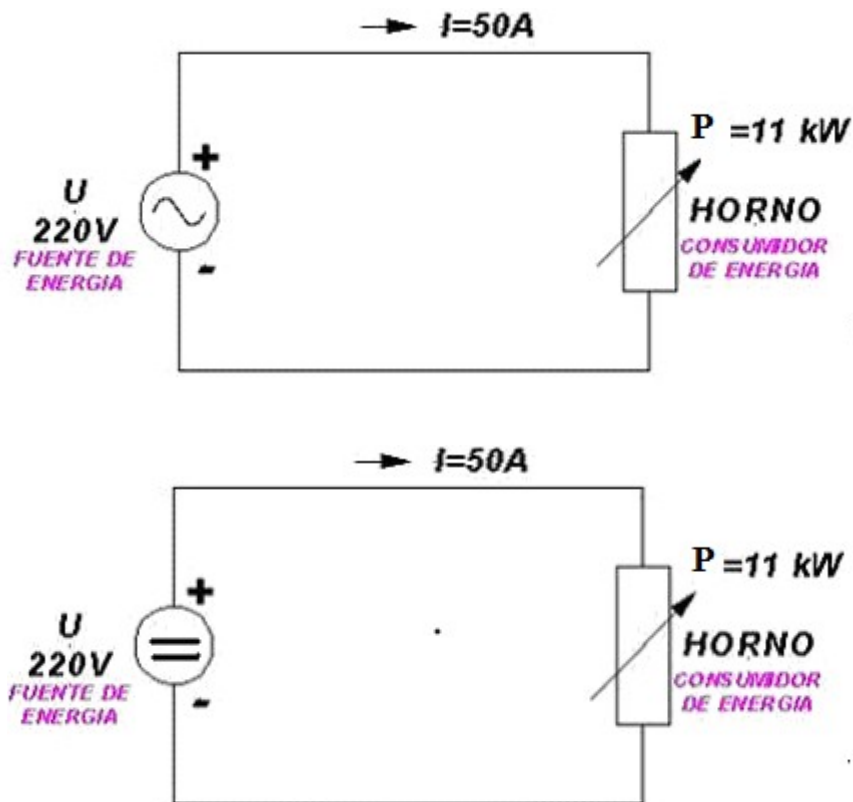 I=50A
P =11 kW
+
U
220V
FUENTE DE
ENERGIA
-
HORNO
CONSUMIDOR
DE ENERGIA
I=50A
P =11 kW
+
U
220V
FUENTE DE
ENERGIA
-
HORNO
CONSUMIDOR
DE ENERGIA